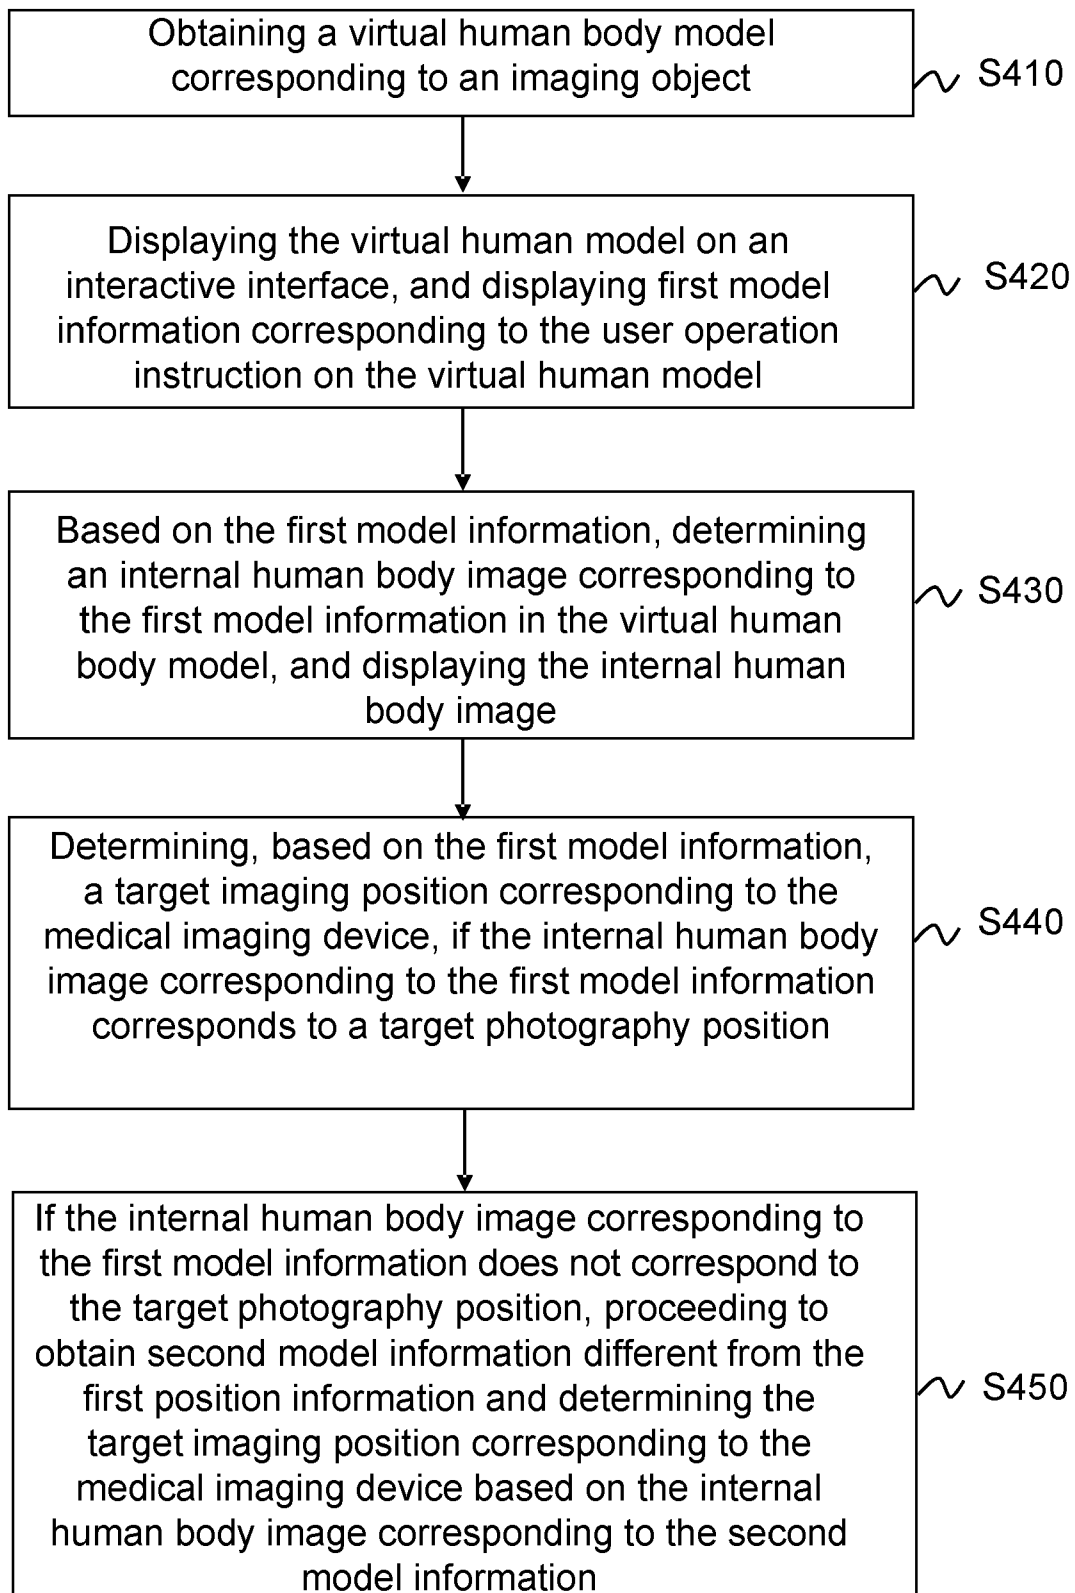 Obtaining a virtual human body model
corresponding to an imaging object
S410
Displaying the virtual human model on an
interactive interface, and displaying first model
information corresponding to the user operation
instruction on the virtual human model
S420
Based on the first model information, determining
an internal human body image corresponding to
the first model information in the virtual human
body model, and displaying the internal human
body image
S430
Determining, based on the first model information,
a target imaging position corresponding to the
medical imaging device, if the internal human body
image corresponding to the first model information
corresponds to a target photography position
S440
If the internal human body image corresponding to
the first model information does not correspond to
the target photography position, proceeding to
obtain second model information different from the
first position information and determining the
target imaging position corresponding to the
medical imaging device based on the internal
human body image corresponding to the second
model information
S450